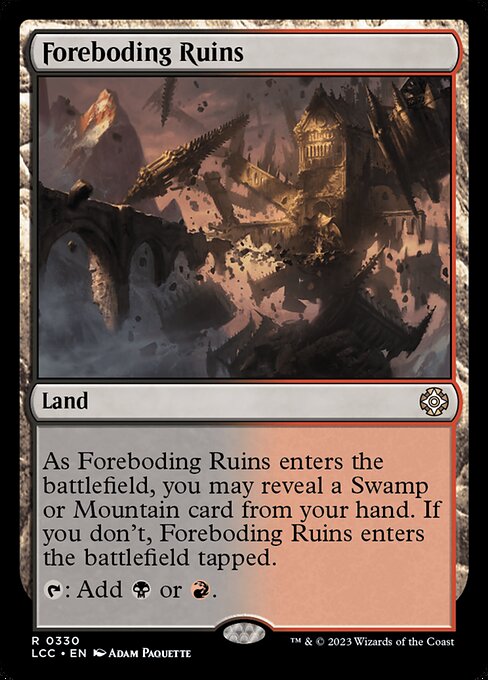 Foreboding Ruins
Land
As Foreboding Ruins enters the
battlefield, you may reveal a Swamp
or Mountain card from your hand. If
you don't, Foreboding Ruins enters
the battlefield tapped.
: Add or .
R 0330
LCC • EN Adam Paquette
™ & © 2023 Wizards of the Coast